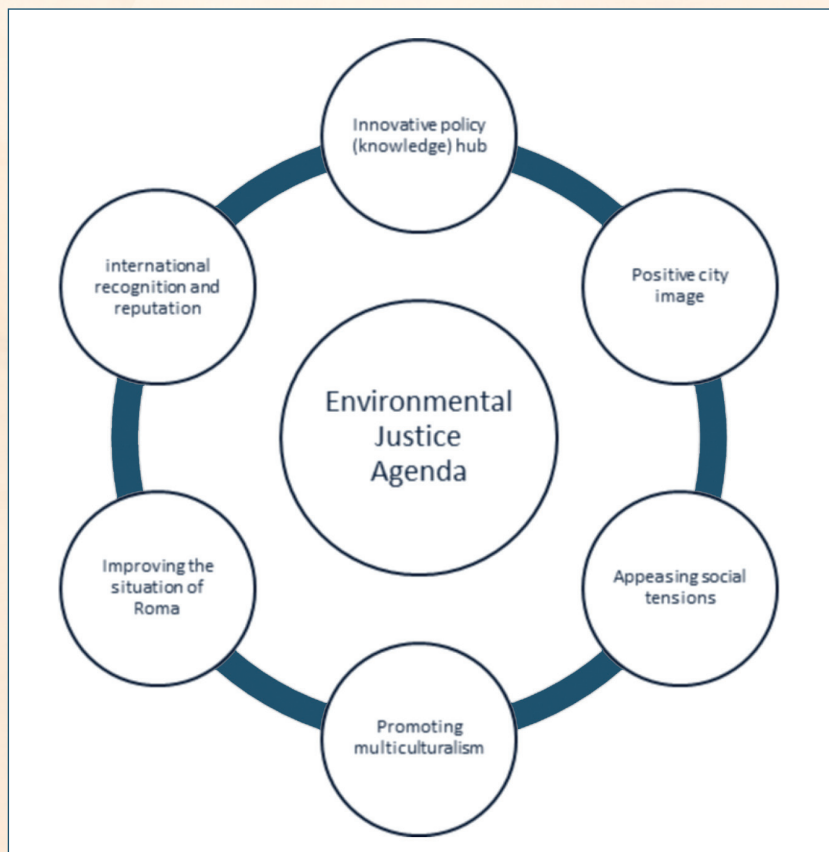 Innovative policy
(knowledge) hub
Positive city
image
Appeasing social
tensions
Promoting
multiculturalism
Improving the
situation of
Roma
international
recognition and
reputation
Environmental
Justice
Agenda